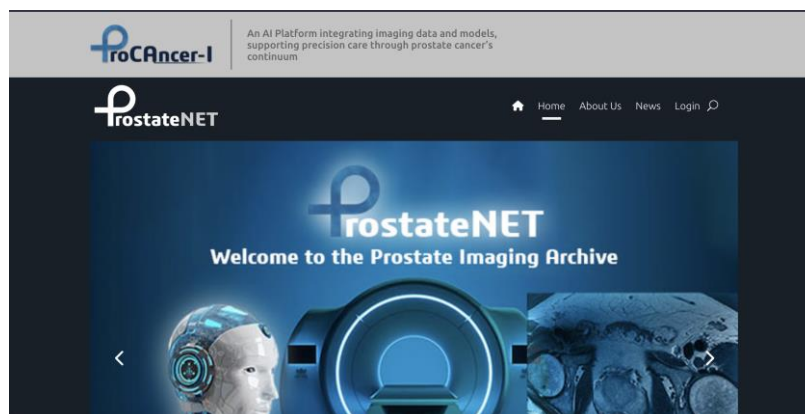 ProCAncer-I
An AI Platform integrating imaging data and models,
supporting precision care through prostate cancer's
continuum
ProstateNET
Home About Us News Login
ProstateNET
Welcome to the Prostate Imaging Archive